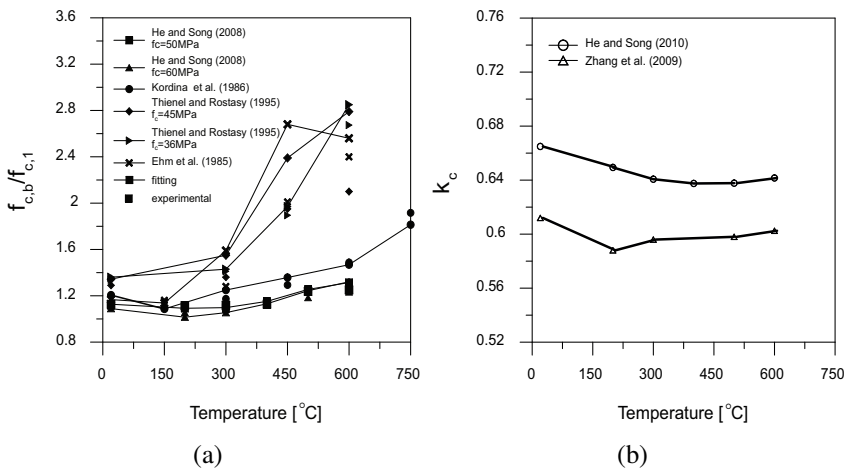 3.6
3.2
2.8
2.4
2
1.6
1.2
0.8
f_c,b/f_c,1
He and Song (2008)
fc=50MPa
He and Song (2008)
fc=60MPa
Kordina et al. (1986)
Thienel and Rostasy (1995)
f_c=45MPa
Thienel and Rostasy (1995)
f_c=36MPa
Ehm et al. (1985)
fitting
experimental
0 150 300 450 600 750
Temperature [°C]
(a)
0.76
0.72
0.68
0.64
0.6
0.56
0.52
k_c
He and Song (2010)
Zhang et al. (2009)
0 150 300 450 600 750
Temperature [°C]
(b)